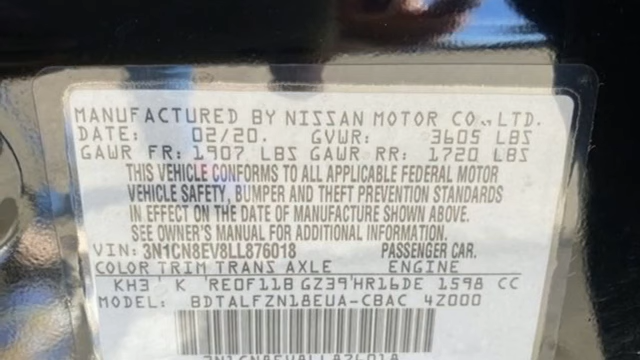 MANUFACTURED BY NISSAN MOTOR CO., LTD.
DATE: 02/20. GVWR: 3605 LBS
GAWR FR: 1907 LBS GAWR RR: 1720 LBS
THIS VEHICLE CONFORMS TO ALL APPLICABLE FEDERAL MOTOR
VEHICLE SAFETY, BUMPER AND THEFT PREVENTION STANDARDS
IN EFFECT ON THE DATE OF MANUFACTURE SHOWN ABOVE.
SEE OWNER'S MANUAL FOR ADDITIONAL INFORMATION.
VIN: 3N1CN8EV8LL876018 PASSENGER CAR.
COLOR TRIM TRANS AXLE ENGINE
KH3 K RE0F11B GZ39 HR16DE 1598 CC
MODEL: BDTALFZN18EUA-CBAC 4Z000
3N1CN8EV8LL876018